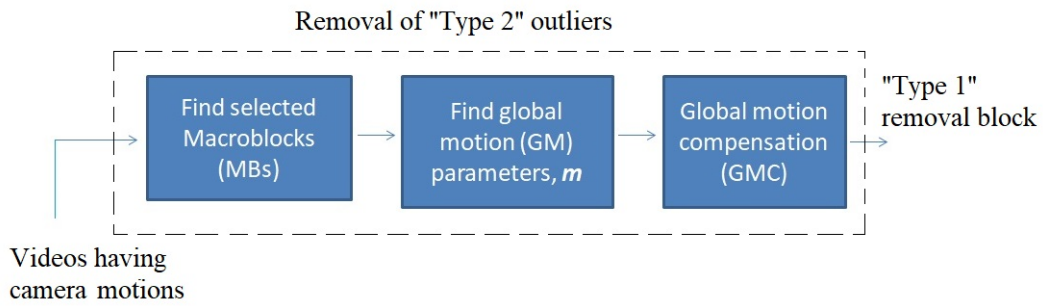 Removal of "Type 2" outliers
Find selected
Macroblocks
(MBs)
Find global
motion (GM)
parameters, m
Global motion
compensation
(GMC)
"Type 1"
removal block
Videos having
camera motions